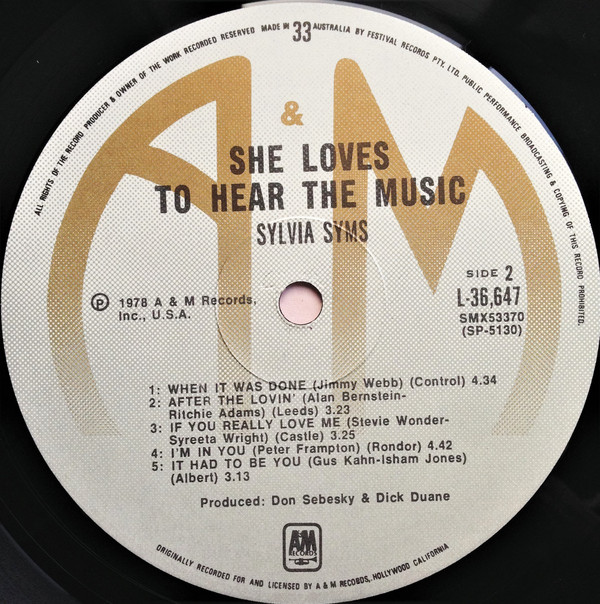 ALL RIGHTS OF THE RECORD PRODUCER & OWNER OF THE WORK RECORDED RESERVED MADE IN 33 AUSTRALIA BY FESTIVAL RECORDS PTY. LTD. PUBLIC PERFORMANCE BROADCASTING & COPYING OF THIS RECORD PROHIBITED.
A & M
SHE LOVES
TO HEAR THE MUSIC
SYLVIA SYMS
SIDE 2
L-36,647
SMX53370
(SP-5130)
Ⓟ 1978 A & M Records,
Inc., U.S.A.
1: WHEN IT WAS DONE (Jimmy Webb) (Control) 4.34
2: AFTER THE LOVIN' (Alan Bernstein-
Ritchie Adams) (Leeds) 3.23
3: IF YOU REALLY LOVE ME (Stevie Wonder-
Syreeta Wright) (Castle) 3.25
4: I'M IN YOU (Peter Frampton) (Rondor) 4.42
5: IT HAD TO BE YOU (Gus Kahn-Isham Jones)
(Albert) 3.13
Produced: Don Sebesky & Dick Duane
A&M
RECORDS
ORIGINALLY RECORDED FOR AND LICENSED BY A & M RECORDS, HOLLYWOOD CALIFORNIA